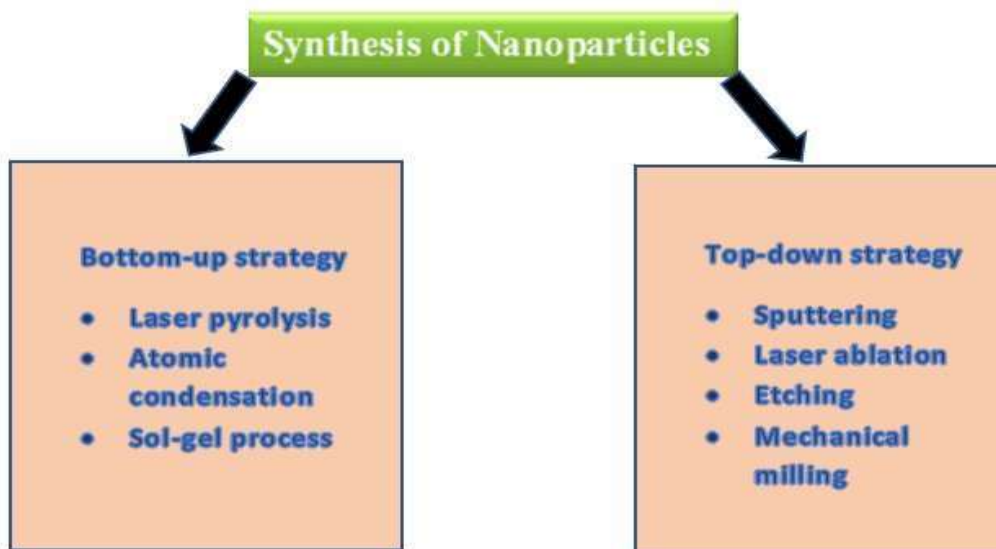 Synthesis of Nanoparticles
Bottom-up strategy
• Laser pyrolysis
• Atomic
condensation
• Sol-gel process
Top-down strategy
• Sputtering
• Laser ablation
• Etching
• Mechanical
milling